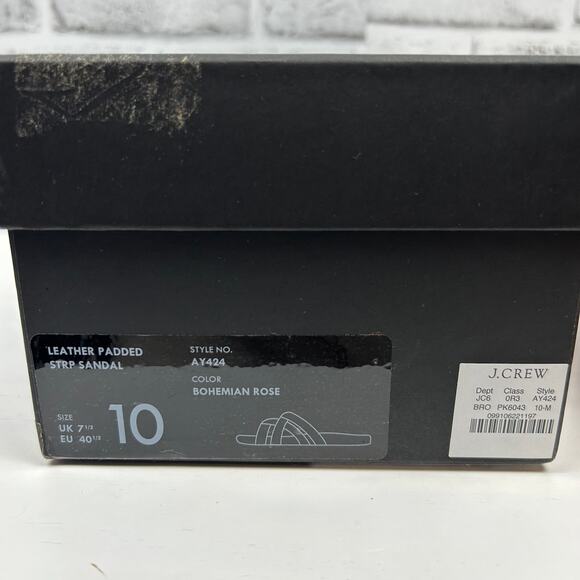 LEATHER PADDED
STRP SANDAL
STYLE NO.
AY424
COLOR
BOHEMIAN ROSE
SIZE
UK 7 1/2
EU 40 1/2
10
J.CREW
Dept Class Style
JC6 0R3 AY424
BRO PK6043 10-M
099106221197